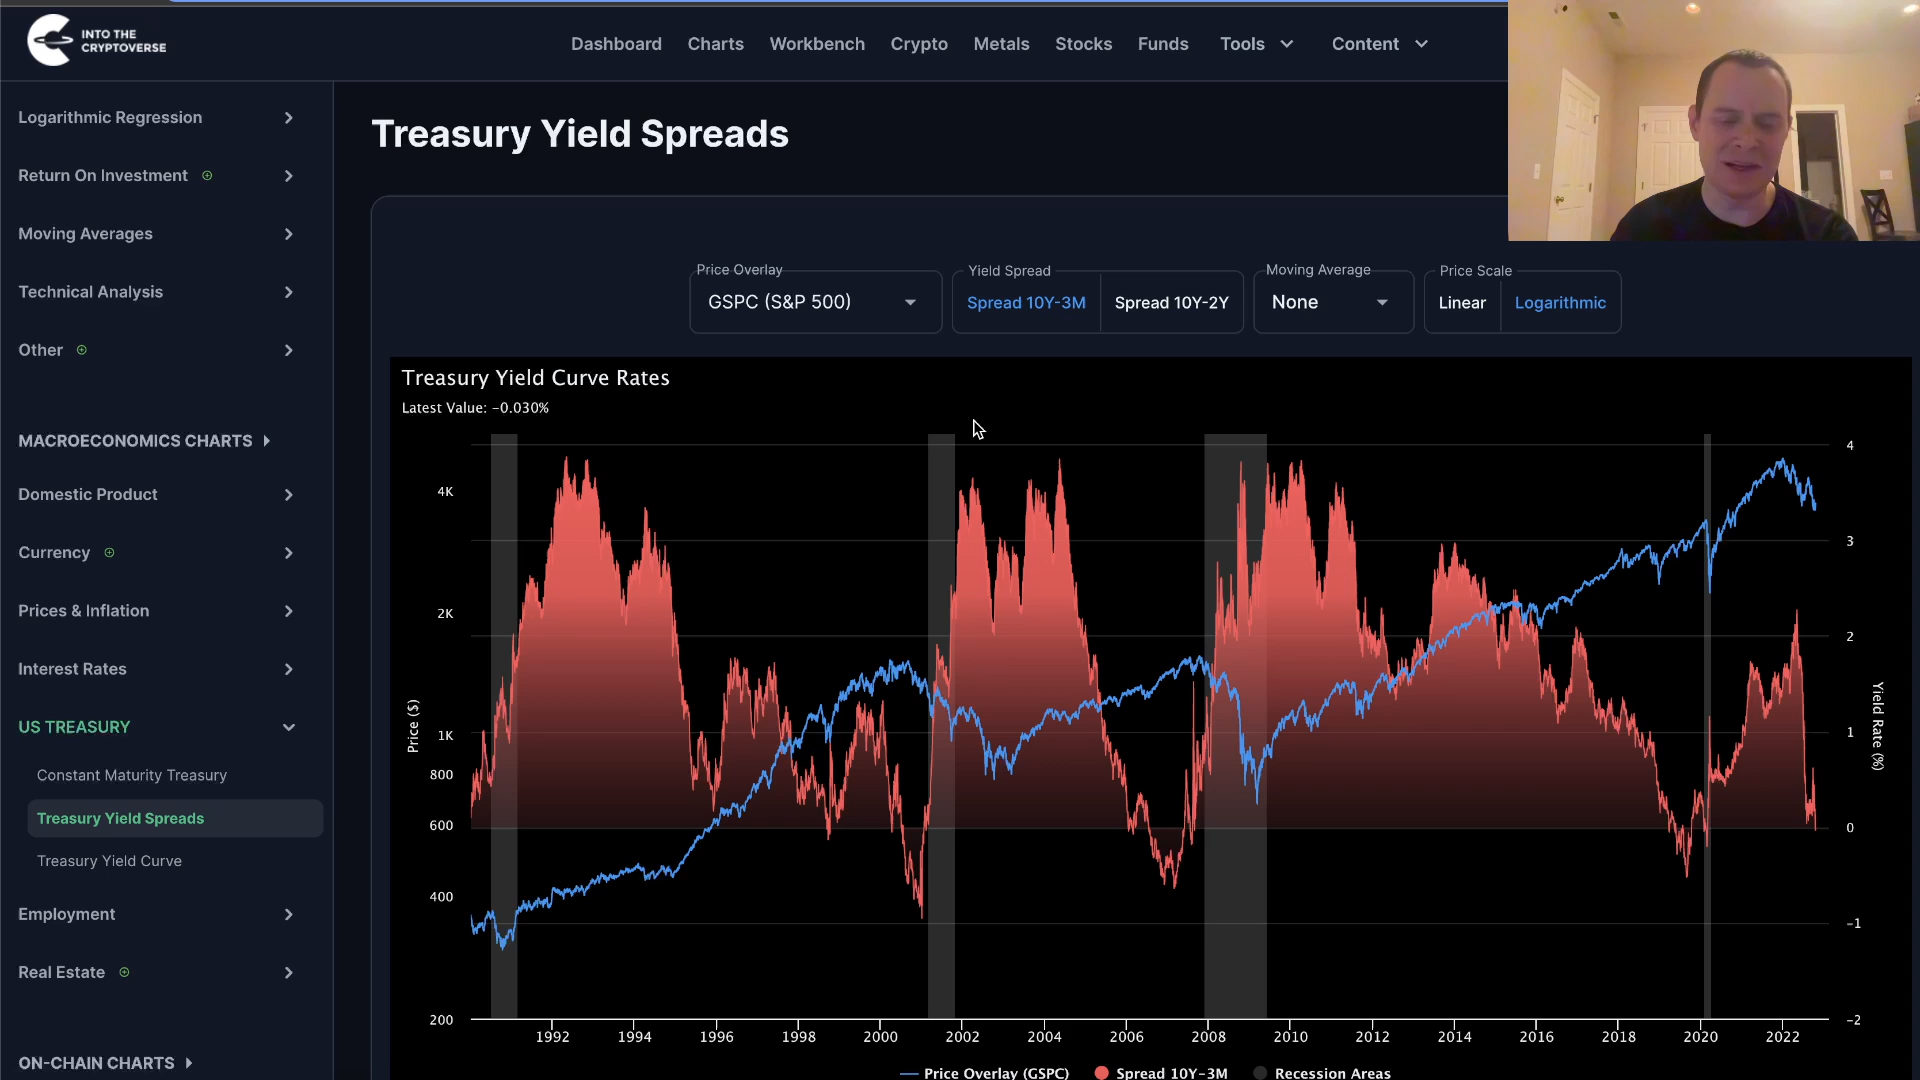 INTO THE
CRYPTOVERSE
Dashboard Charts Workbench Crypto Metals Stocks Funds Tools Content
Logarithmic Regression
Return On Investment
Moving Averages
Technical Analysis
Other
MACROECONOMICS CHARTS
Domestic Product
Currency
Prices & Inflation
Interest Rates
US TREASURY
Constant Maturity Treasury
Treasury Yield Spreads
Treasury Yield Curve
Employment
Real Estate
ON-CHAIN CHARTS
Treasury Yield Spreads
Price Overlay Yield Spread Moving Average Price Scale
GSPC (S&P 500) Spread 10Y-3M Spread 10Y-2Y None Linear Logarithmic
Treasury Yield Curve Rates
Latest Value: -0.030%
4K
2K
1K
800
600
400
200
Price ($)
4
3
2
1
0
-1
-2
Yield Rate (%)
1992 1994 1996 1998 2000 2002 2004 2006 2008 2010 2012 2014 2016 2018 2020 2022
Price Overlay (GSPC) Spread 10Y-3M Recession Areas